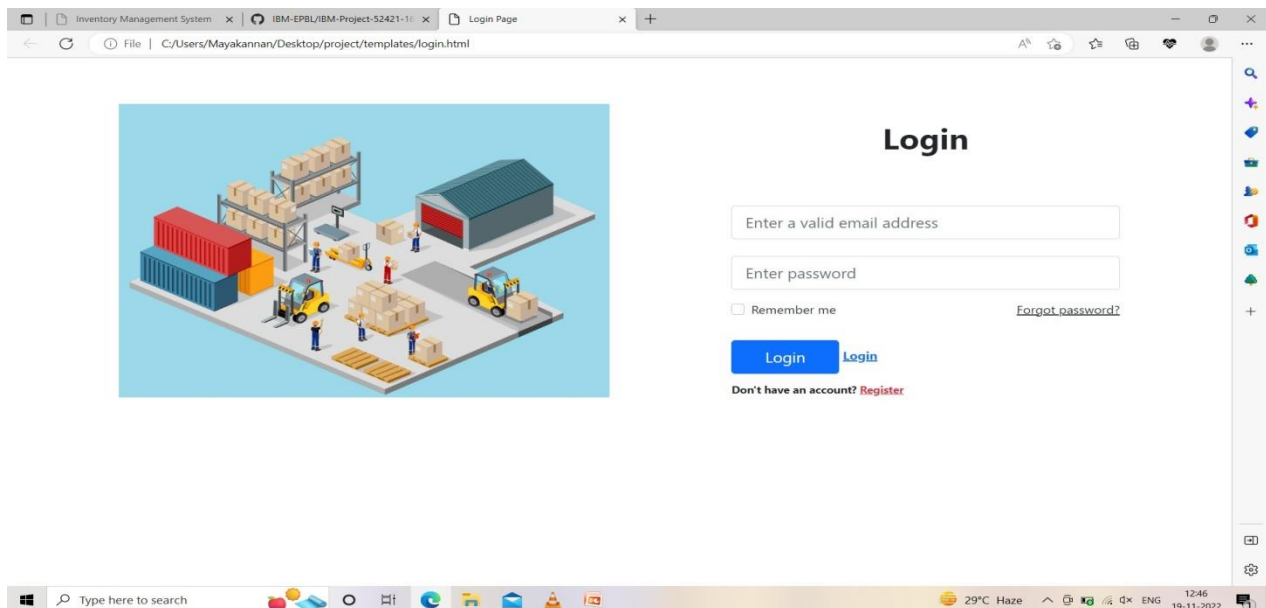 Inventory Management System
IBM-EPBL/IBM-Project-52421-16
Login Page
File | C:/Users/Mayakannan/Desktop/project/templates/login.html
Login
Enter a valid email address
Enter password
Remember me
Forgot password?
Login Login
Don't have an account? Register
Type here to search
29°C Haze
ENG
12:46
19-11-2022